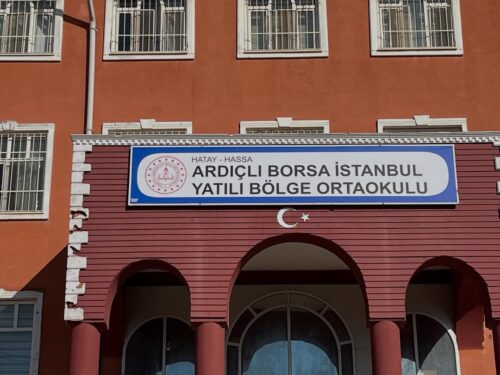 HATAY - HASSA
ARDIÇLI BORSA İSTANBUL
YATILI BÖLGE ORTAOKULU